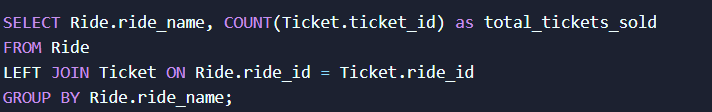 SELECT Ride.ride_name, COUNT(Ticket.ticket_id) as total_tickets_sold
FROM Ride
LEFT JOIN Ticket ON Ride.ride_id = Ticket.ride_id
GROUP BY Ride.ride_name;